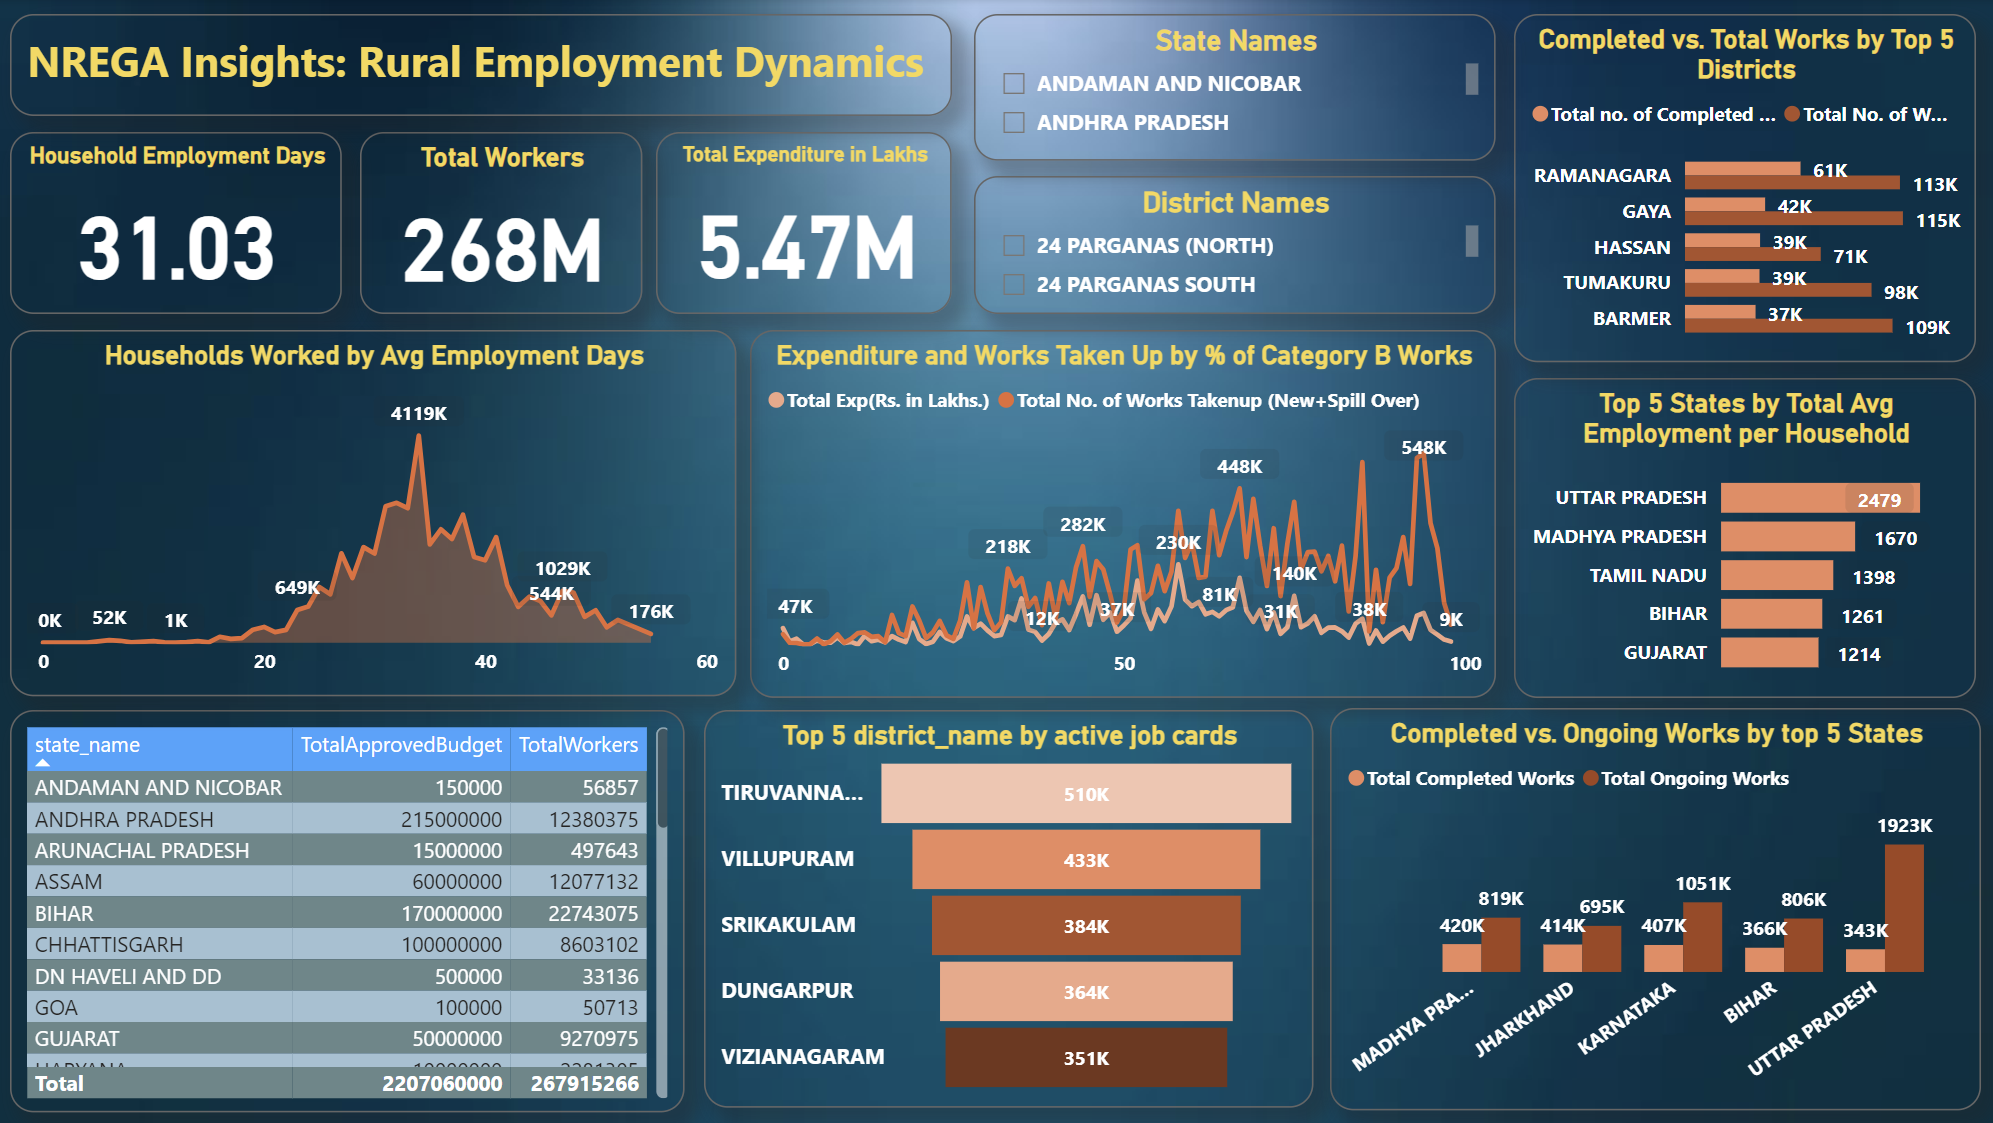 NREGA Insights: Rural Employment Dynamics
State Names
ANDAMAN AND NICOBAR
ANDHRA PRADESH
District Names
24 PARGANAS (NORTH)
24 PARGANAS SOUTH
Household Employment Days
31.03
Total Workers
268M
Total Expenditure in Lakhs
5.47M
Completed vs. Total Works by Top 5
Districts
Total no. of Completed ... Total No. of W...
RAMANAGARA 61K 113K
GAYA 42K 115K
HASSAN 39K 71K
TUMAKURU 39K 98K
BARMER 37K 109K
Households Worked by Avg Employment Days
4119K
649K
1029K
544K
0K 52K 1K 176K
0 20 40 60
Expenditure and Works Taken Up by % of Category B Works
Total Exp(Rs. in Lakhs.) Total No. of Works Takenup (New+Spill Over)
548K
448K
282K
218K 230K
140K
47K 81K
12K 37K 31K 38K 9K
0 50 100
Top 5 States by Total Avg
Employment per Household
UTTAR PRADESH 2479
MADHYA PRADESH 1670
TAMIL NADU 1398
BIHAR 1261
GUJARAT 1214
state_name TotalApprovedBudget TotalWorkers
ANDAMAN AND NICOBAR 150000 56857
ANDHRA PRADESH 215000000 12380375
ARUNACHAL PRADESH 15000000 497643
ASSAM 60000000 12077132
BIHAR 170000000 22743075
CHHATTISGARH 100000000 8603102
DN HAVELI AND DD 500000 33136
GOA 100000 50713
GUJARAT 50000000 9270975
Total 2207060000 267915266
Top 5 district_name by active job cards
TIRUVANNA... 510K
VILLUPURAM 433K
SRIKAKULAM 384K
DUNGARPUR 364K
VIZIANAGARAM 351K
Completed vs. Ongoing Works by top 5 States
Total Completed Works Total Ongoing Works
1923K
1051K
819K 695K 806K
420K 414K 407K 366K 343K
MADHYA PRA... JHARKHAND KARNATAKA BIHAR UTTAR PRADESH